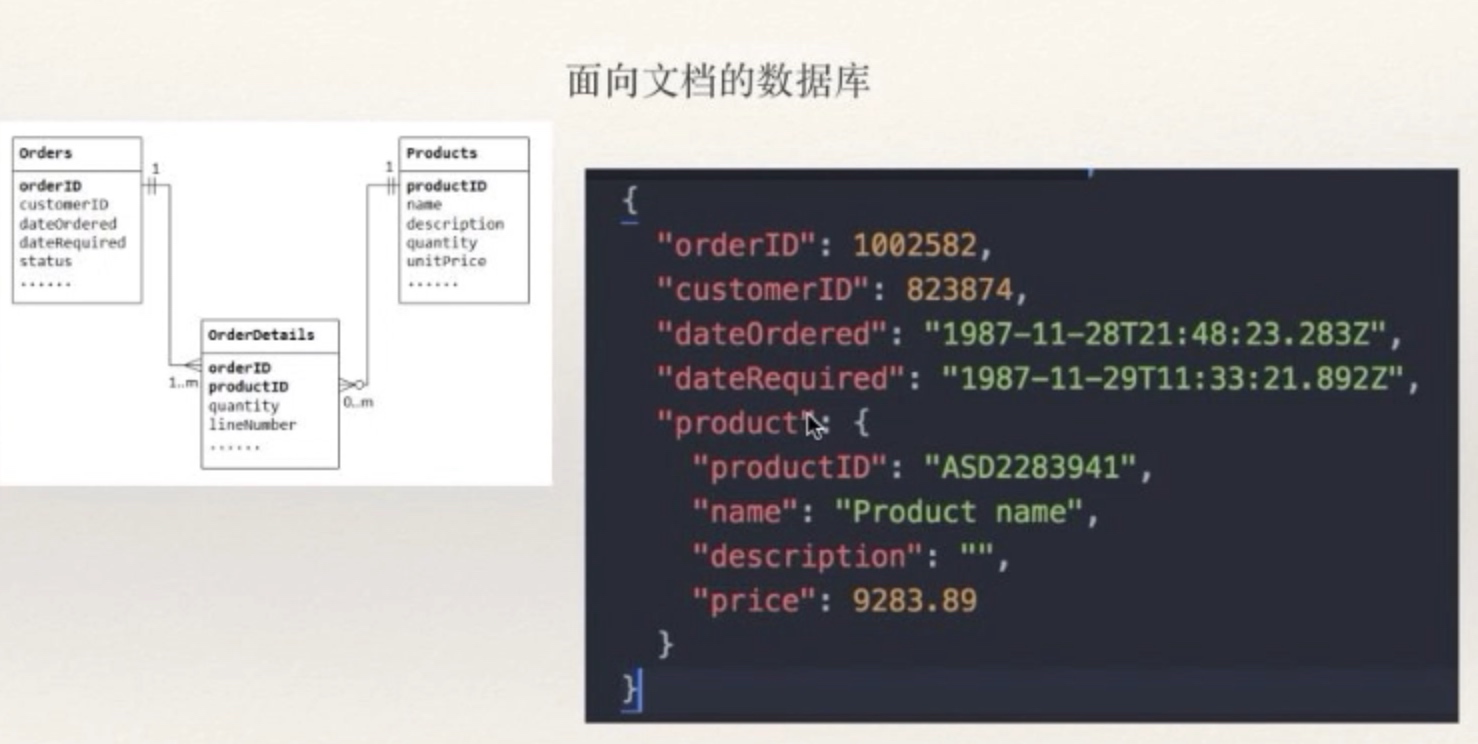 面向文档的数据库
Orders
orderID
customerID
dateOrdered
dateRequired
status
......
1
1
Products
productID
name
description
quantity
unitPrice
......
OrderDetails
orderID
productID
quantity
lineNumber
......
1..m
0..m
{
"orderID": 1002582,
"customerID": 823874,
"dateOrdered": "1987-11-28T21:48:23.283Z",
"dateRequired": "1987-11-29T11:33:21.892Z",
"product": {
"productID": "ASD2283941",
"name": "Product name",
"description": "",
"price": 9283.89
}
}